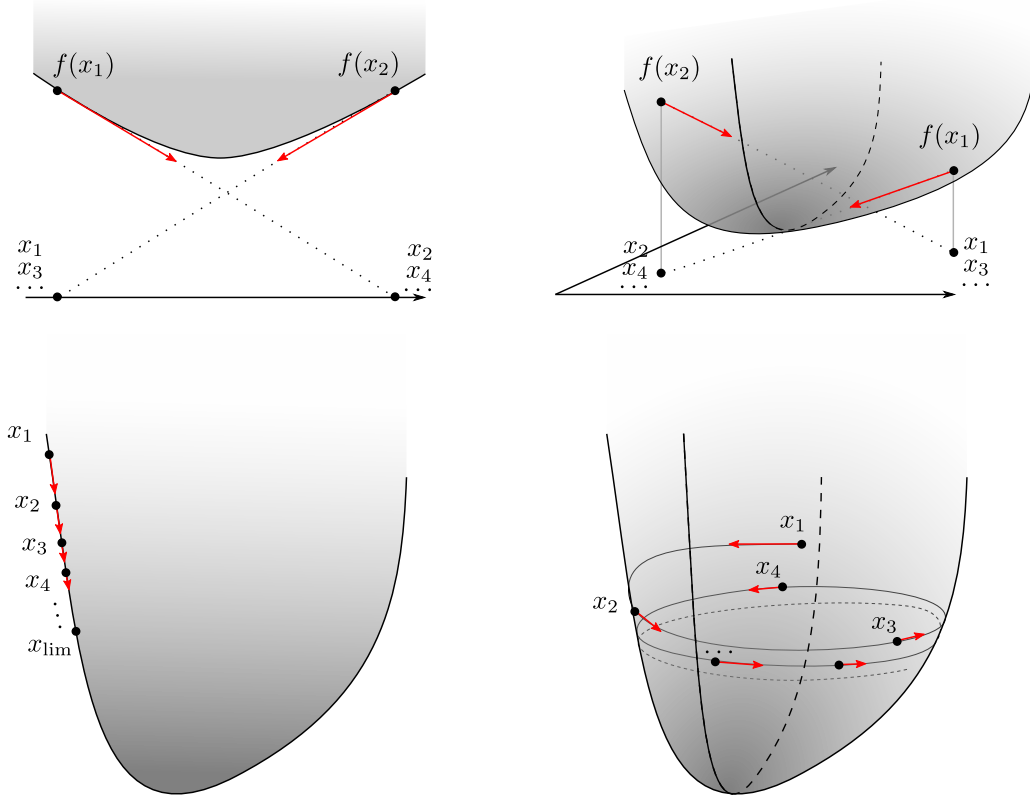 f(x₁)
f(x₂)
x₁
x₃
...
x₂
x₄
...
f(x₂)
f(x₁)
x₂
x₄
...
x₁
x₃
...
x₁
x₂
x₃
x₄
...
x_lim
x₁
x₄
x₂
x₃
...